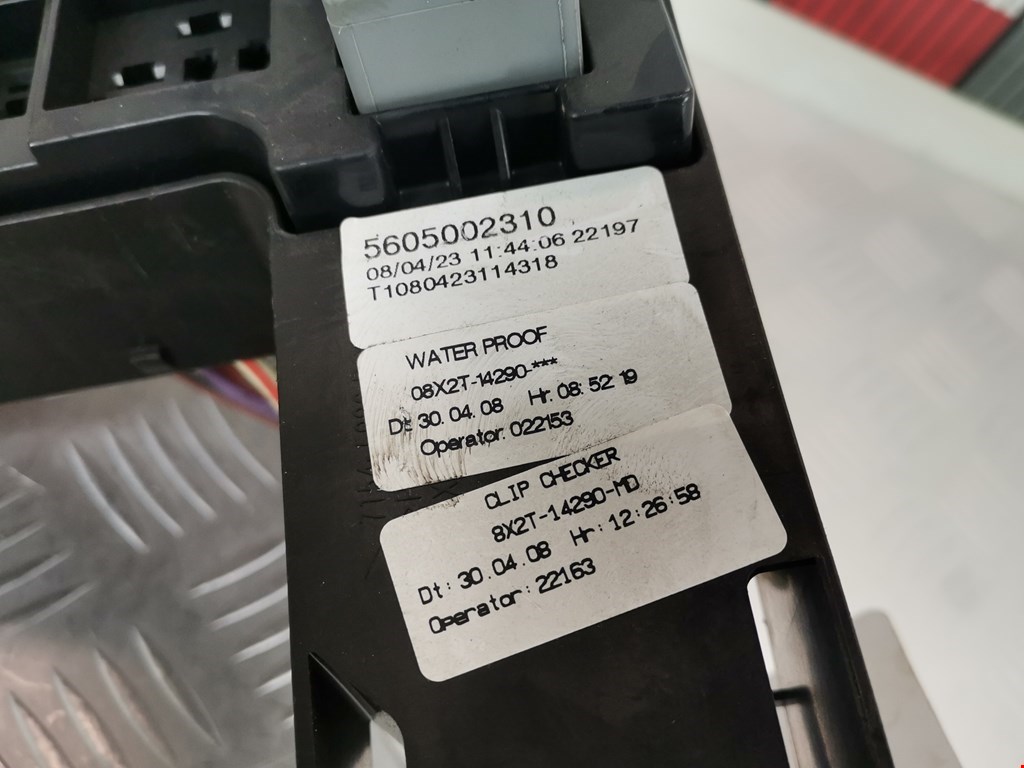 5605002310
08/04/23 11:44:06 22197
T1080423114318
WATER PROOF
08X2T-14290-***
Dt: 30.04.08 Hr. 08:52 19
Operator. 022153
CLIP CHECKER
8X2T-14290-MD
Dt: 30.04.08 Hr: 12:26:58
Operator: 22163